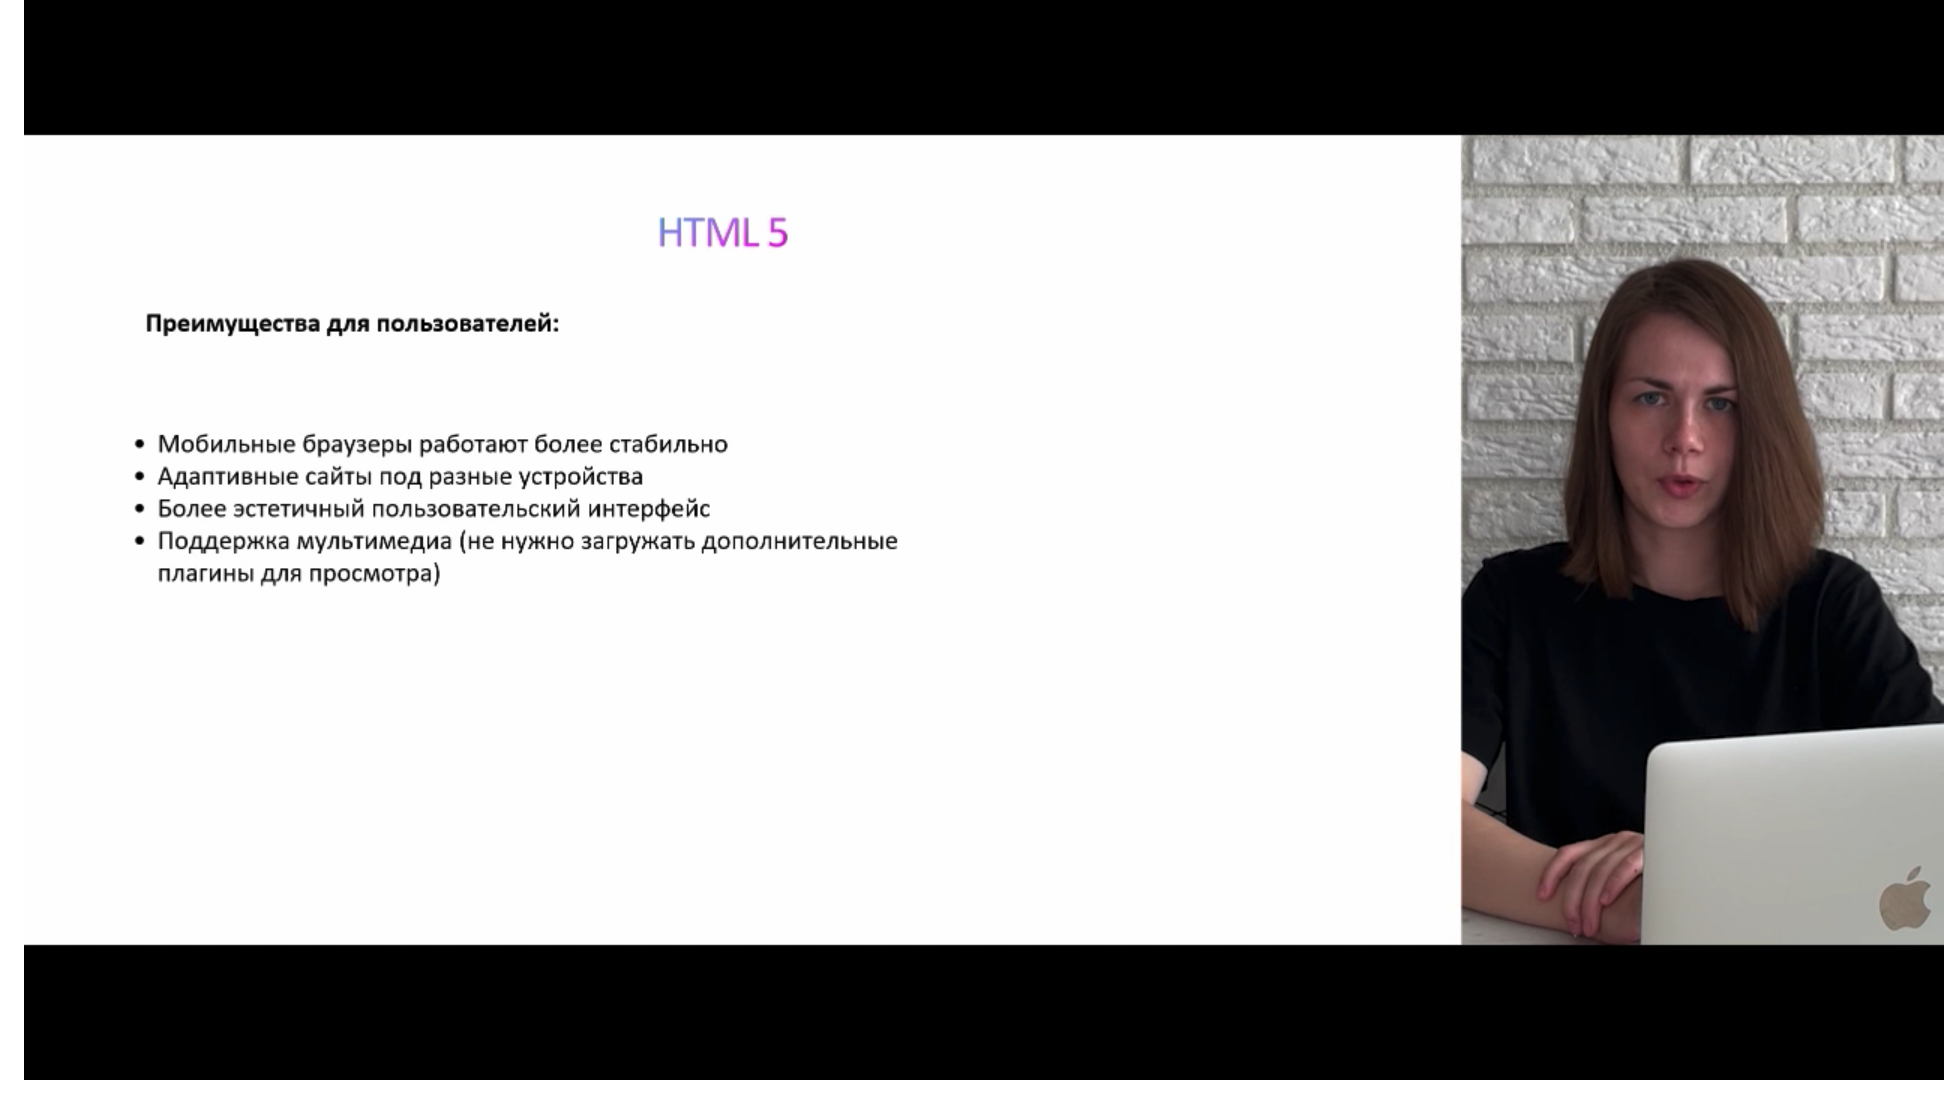 HTML 5
Преимущества для пользователей:
• Мобильные браузеры работают более стабильно
• Адаптивные сайты под разные устройства
• Более эстетичный пользовательский интерфейс
• Поддержка мультимедиа (не нужно загружать дополнительные
плагины для просмотра)